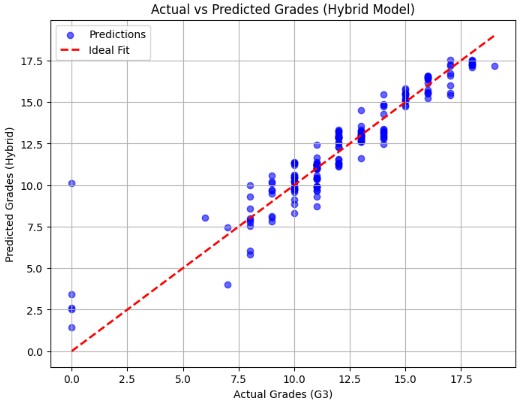 Actual vs Predicted Grades (Hybrid Model)
Predictions
Ideal Fit
Predicted Grades (Hybrid)
17.5
15.0
12.5
10.0
7.5
5.0
2.5
0.0
0.0 2.5 5.0 7.5 10.0 12.5 15.0 17.5
Actual Grades (G3)